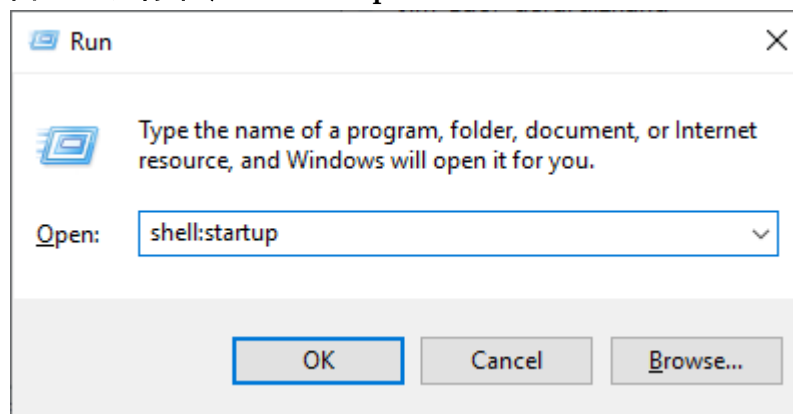 Run
Type the name of a program, folder, document, or Internet
resource, and Windows will open it for you.
Open: shell:startup
OK Cancel Browse...